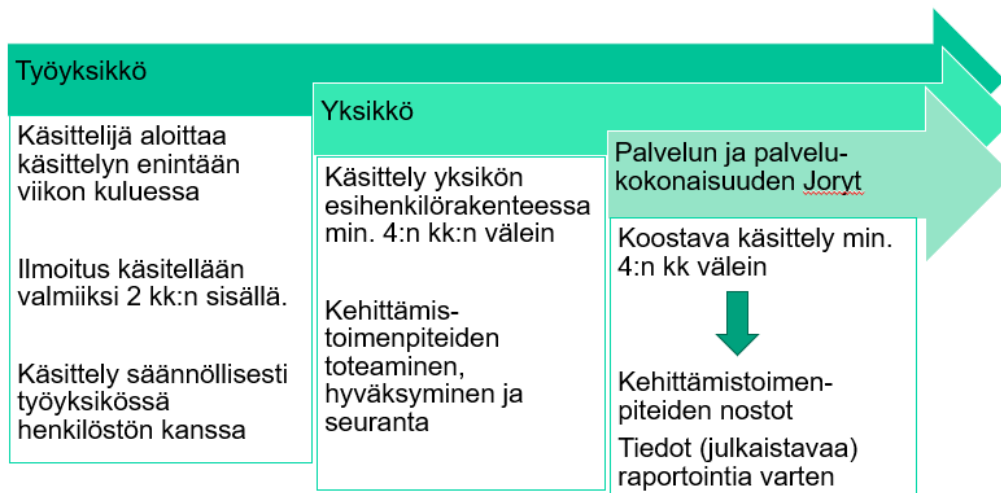 Työyksikkö
Käsittelijä aloittaa
käsittelyn enintään
viikon kuluessa
Ilmoitus käsitellään
valmiiksi 2 kk:n sisällä.
Käsittely säännöllisesti
työyksikössä
henkilöstön kanssa
Yksikkö
Käsittely yksikön
esihenkilörakenteessa
min. 4:n kk:n välein
Kehittämis-
toimenpiteiden
toteaminen,
hyväksyminen ja
seuranta
Palvelun ja palvelu-
kokonaisuuden Joryt
Koostava käsittely min.
4:n kk välein
Kehittämistoimen-
piteiden nostot
Tiedot (julkaistavaa)
raportointia varten